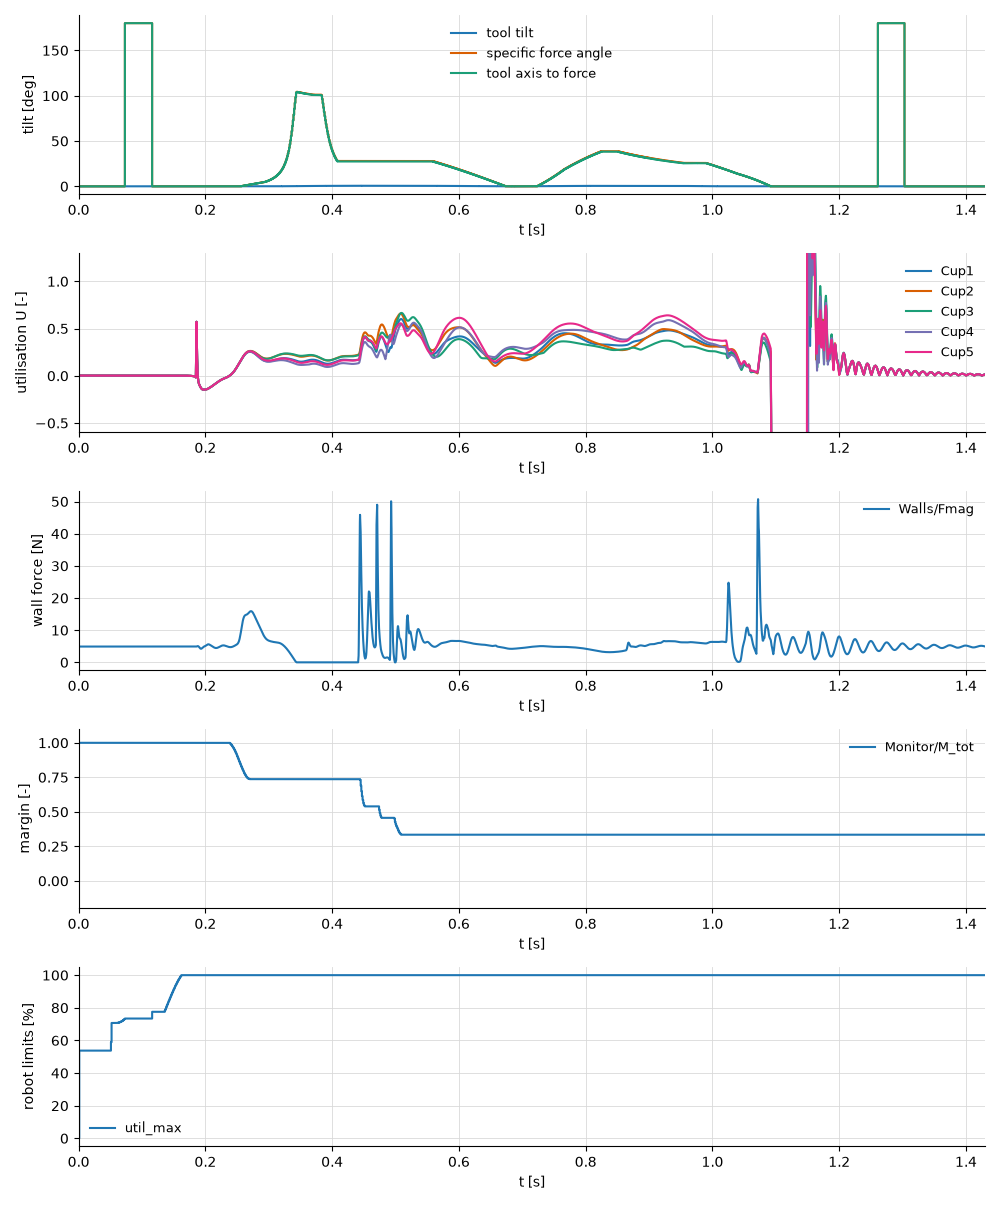 tilt [deg]
150
100
50
0
tool tilt
specific force angle
tool axis to force
0.0 0.2 0.4 0.6 0.8 1.0 1.2 1.4
t [s]
utilisation U [-]
1.0
0.5
0.0
−0.5
Cup1
Cup2
Cup3
Cup4
Cup5
0.0 0.2 0.4 0.6 0.8 1.0 1.2 1.4
t [s]
wall force [N]
50
40
30
20
10
0
Walls/Fmag
0.0 0.2 0.4 0.6 0.8 1.0 1.2 1.4
t [s]
margin [-]
1.00
0.75
0.50
0.25
0.00
Monitor/M_tot
0.0 0.2 0.4 0.6 0.8 1.0 1.2 1.4
t [s]
robot limits [%]
100
80
60
40
20
0
util_max
0.0 0.2 0.4 0.6 0.8 1.0 1.2 1.4
t [s]